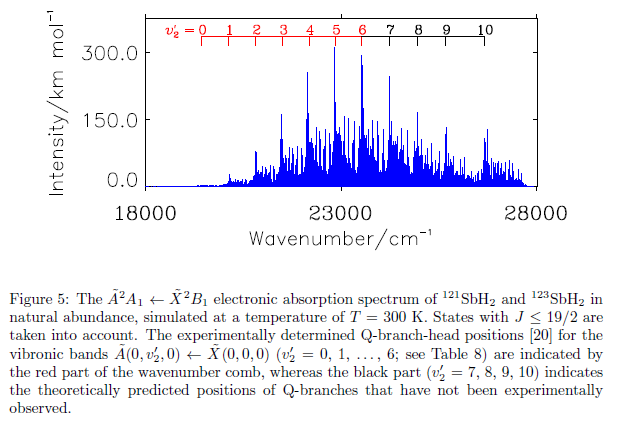 v′₂ = 0 1 2 3 4 5 6 7 8 9 10
Intensity/km mol⁻¹
300.0
150.0
0.0
18000 23000 28000
Wavenumber/cm⁻¹
Figure 5: The Ã²A₁ ← X̃²B₁ electronic absorption spectrum of ¹²¹SbH₂ and ¹²³SbH₂ in
natural abundance, simulated at a temperature of T = 300 K. States with J ≤ 19/2 are
taken into account. The experimentally determined Q-branch-head positions [20] for the
vibronic bands Ã(0, v′₂, 0) ← X̃(0, 0, 0) (v′₂ = 0, 1, . . . , 6; see Table 8) are indicated by
the red part of the wavenumber comb, whereas the black part (v′₂ = 7, 8, 9, 10) indicates
the theoretically predicted positions of Q-branches that have not been experimentally
observed.